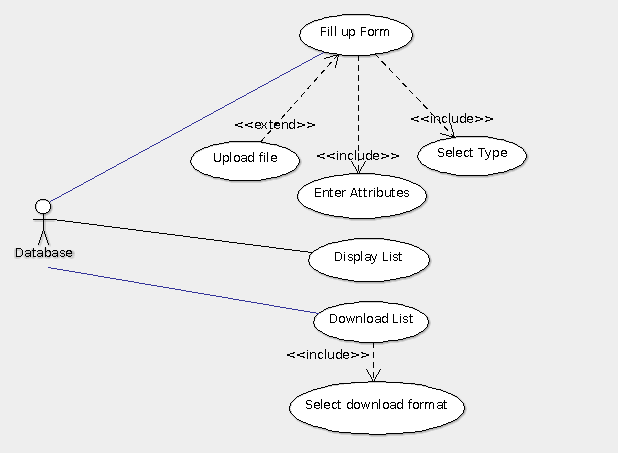 Fill up Form
<<extend>>
<<include>>
<<include>>
Upload file
Select Type
Enter Attributes
Database
Display List
Download List
<<include>>
Select download format